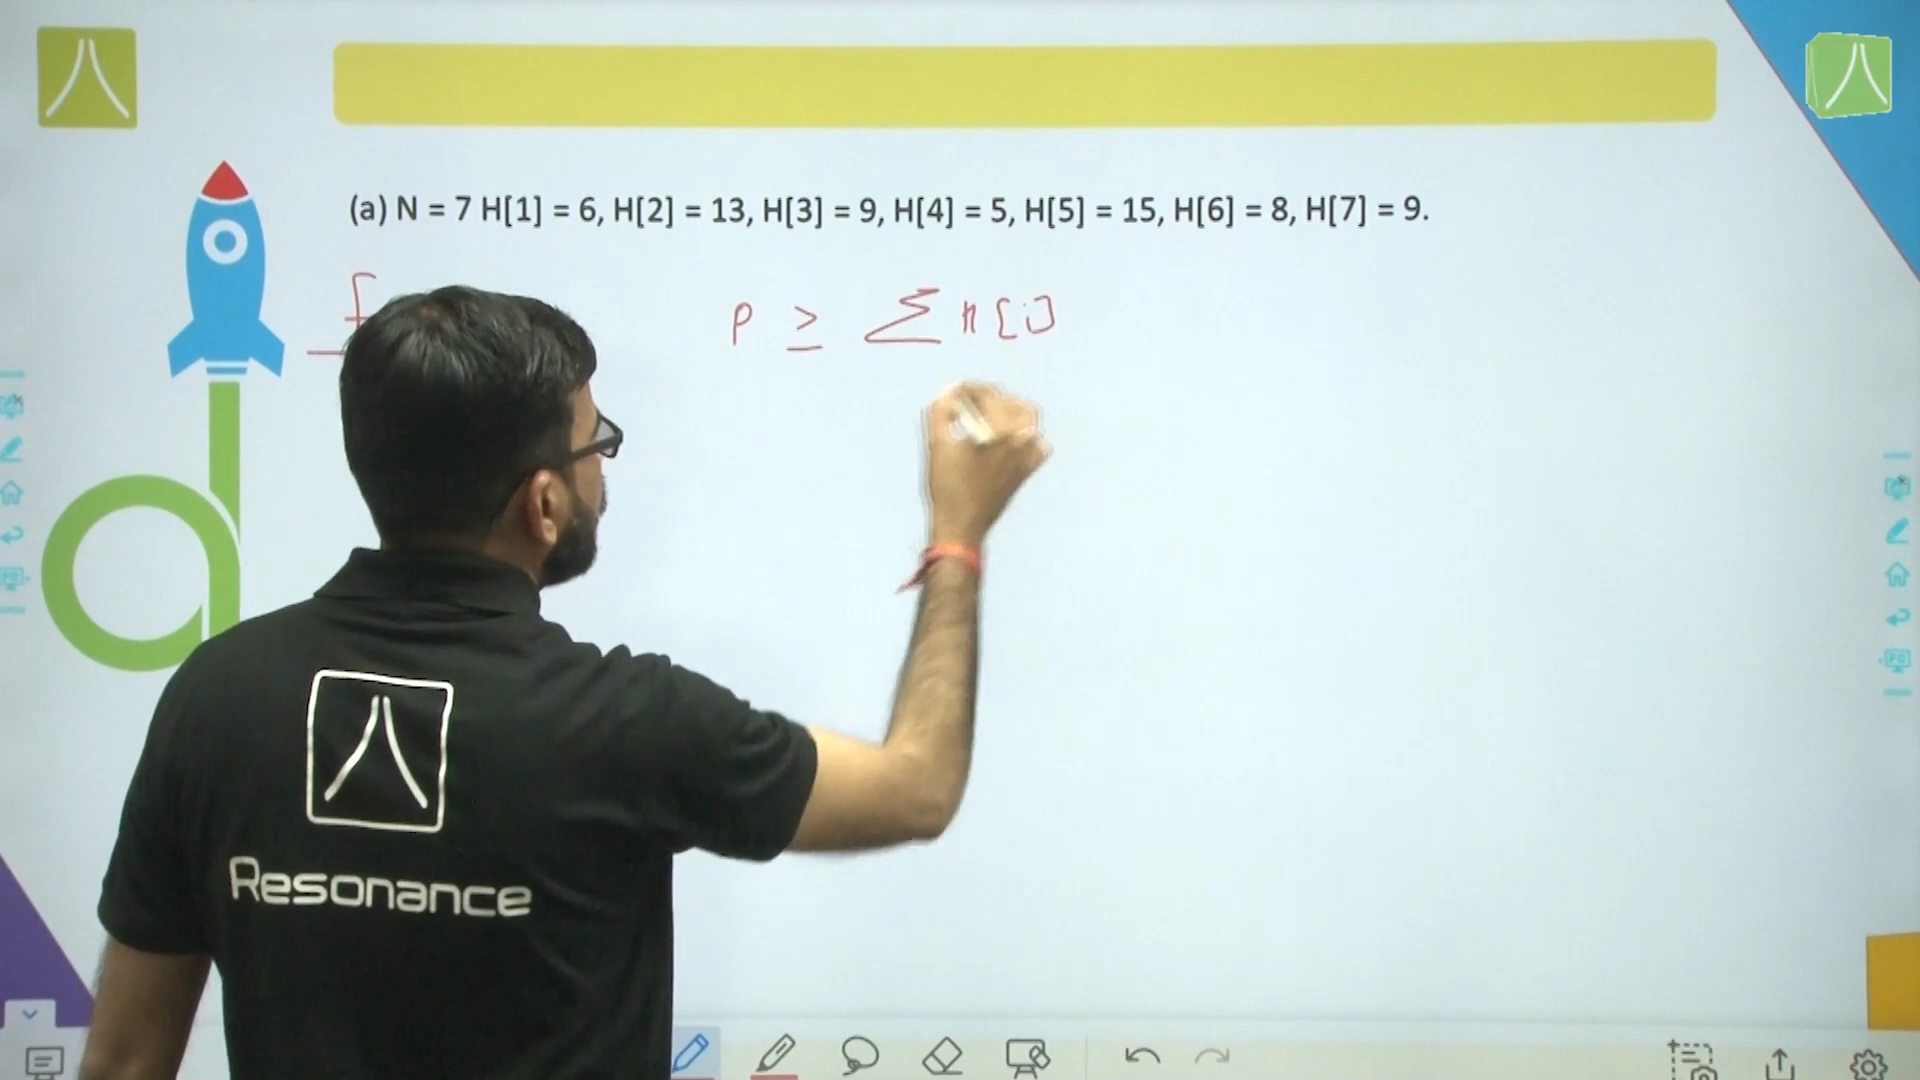 (a) N = 7 H[1] = 6, H[2] = 13, H[3] = 9, H[4] = 5, H[5] = 15, H[6] = 8, H[7] = 9.
f
P ≥ Σ H[i]
Resonance